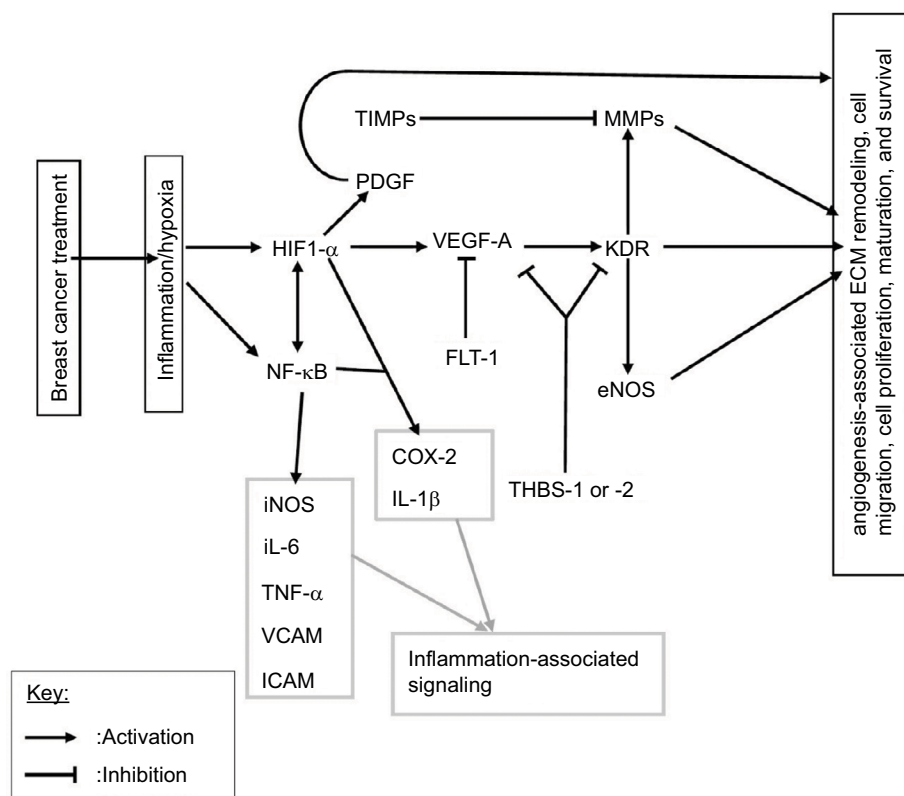 Breast cancer treatment
Inflammation/hypoxia
TIMPs
MMPs
PDGF
HIF1-α
VEGF-A
KDR
NF-κB
FLT-1
eNOS
COX-2
IL-1β
THBS-1 or -2
iNOS
iL-6
TNF-α
VCAM
ICAM
Inflammation-associated
signaling
angiogenesis-associated ECM remodeling, cell
migration, cell proliferation, maturation, and survival
Key:
:Activation
:Inhibition